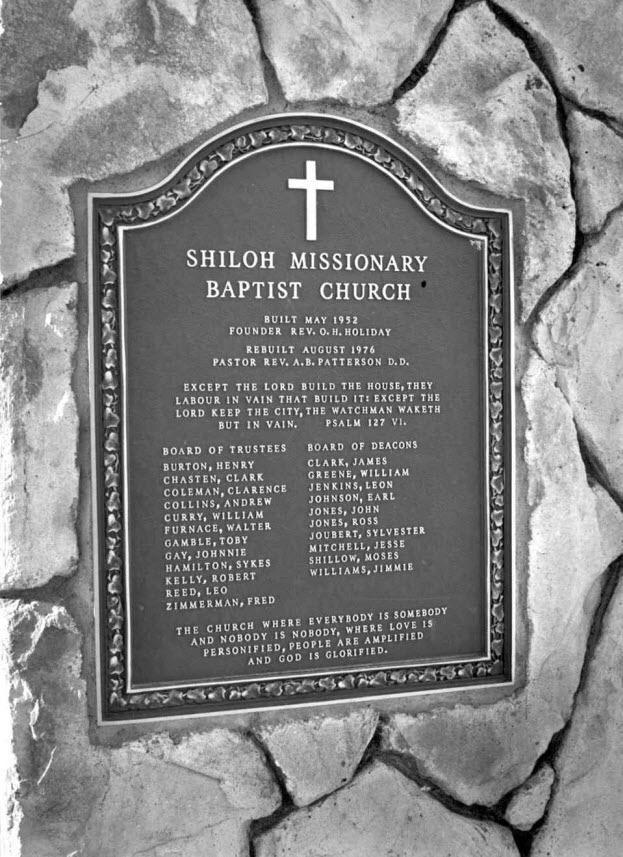 SHILOH MISSIONARY
BAPTIST CHURCH
BUILT MAY 1952
FOUNDER REV. O. H. HOLIDAY
REBUILT AUGUST 1976
PASTOR REV. A. B. PATTERSON D. D.
EXCEPT THE LORD BUILD THE HOUSE, THEY
LABOUR IN VAIN THAT BUILD IT: EXCEPT THE
LORD KEEP THE CITY, THE WATCHMAN WAKETH
BUT IN VAIN. PSALM 127 V1.
BOARD OF TRUSTEES
BURTON, HENRY
CHASTEN, CLARK
COLEMAN, CLARENCE
COLLINS, ANDREW
CURRY, WILLIAM
FURNACE, WALTER
GAMBLE, TOBY
GAY, JOHNNIE
HAMILTON, SYKES
KELLY, ROBERT
REED, LEO
ZIMMERMAN, FRED
BOARD OF DEACONS
CLARK, JAMES
GREENE, WILLIAM
JENKINS, LEON
JOHNSON, EARL
JONES, JOHN
JONES, ROSS
JOUBERT, SYLVESTER
MITCHELL, JESSE
SHILLOW, MOSES
WILLIAMS, JIMMIE
THE CHURCH WHERE EVERYBODY IS SOMEBODY
AND NOBODY IS NOBODY, WHERE LOVE IS
PERSONIFIED, PEOPLE ARE AMPLIFIED
AND GOD IS GLORIFIED.